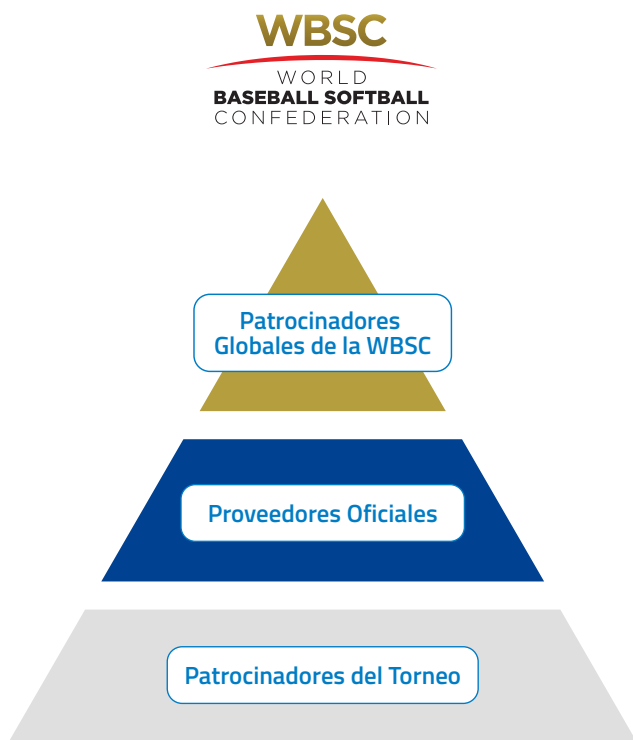 WBSC
WORLD
BASEBALL SOFTBALL
CONFEDERATION
Patrocinadores
Globales de la WBSC
Proveedores Oficiales
Patrocinadores del Torneo